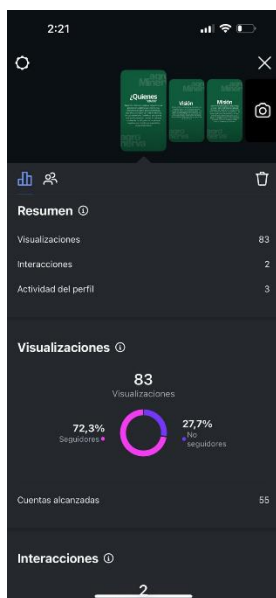 2:21
¿Quienes
Visión
Misión
Resumen
Visualizaciones 83
Interacciones 2
Actividad del perfil 3
Visualizaciones
83
Visualizaciones
72,3%
Seguidores
27,7%
No
seguidores
Cuentas alcanzadas 55
Interacciones
2